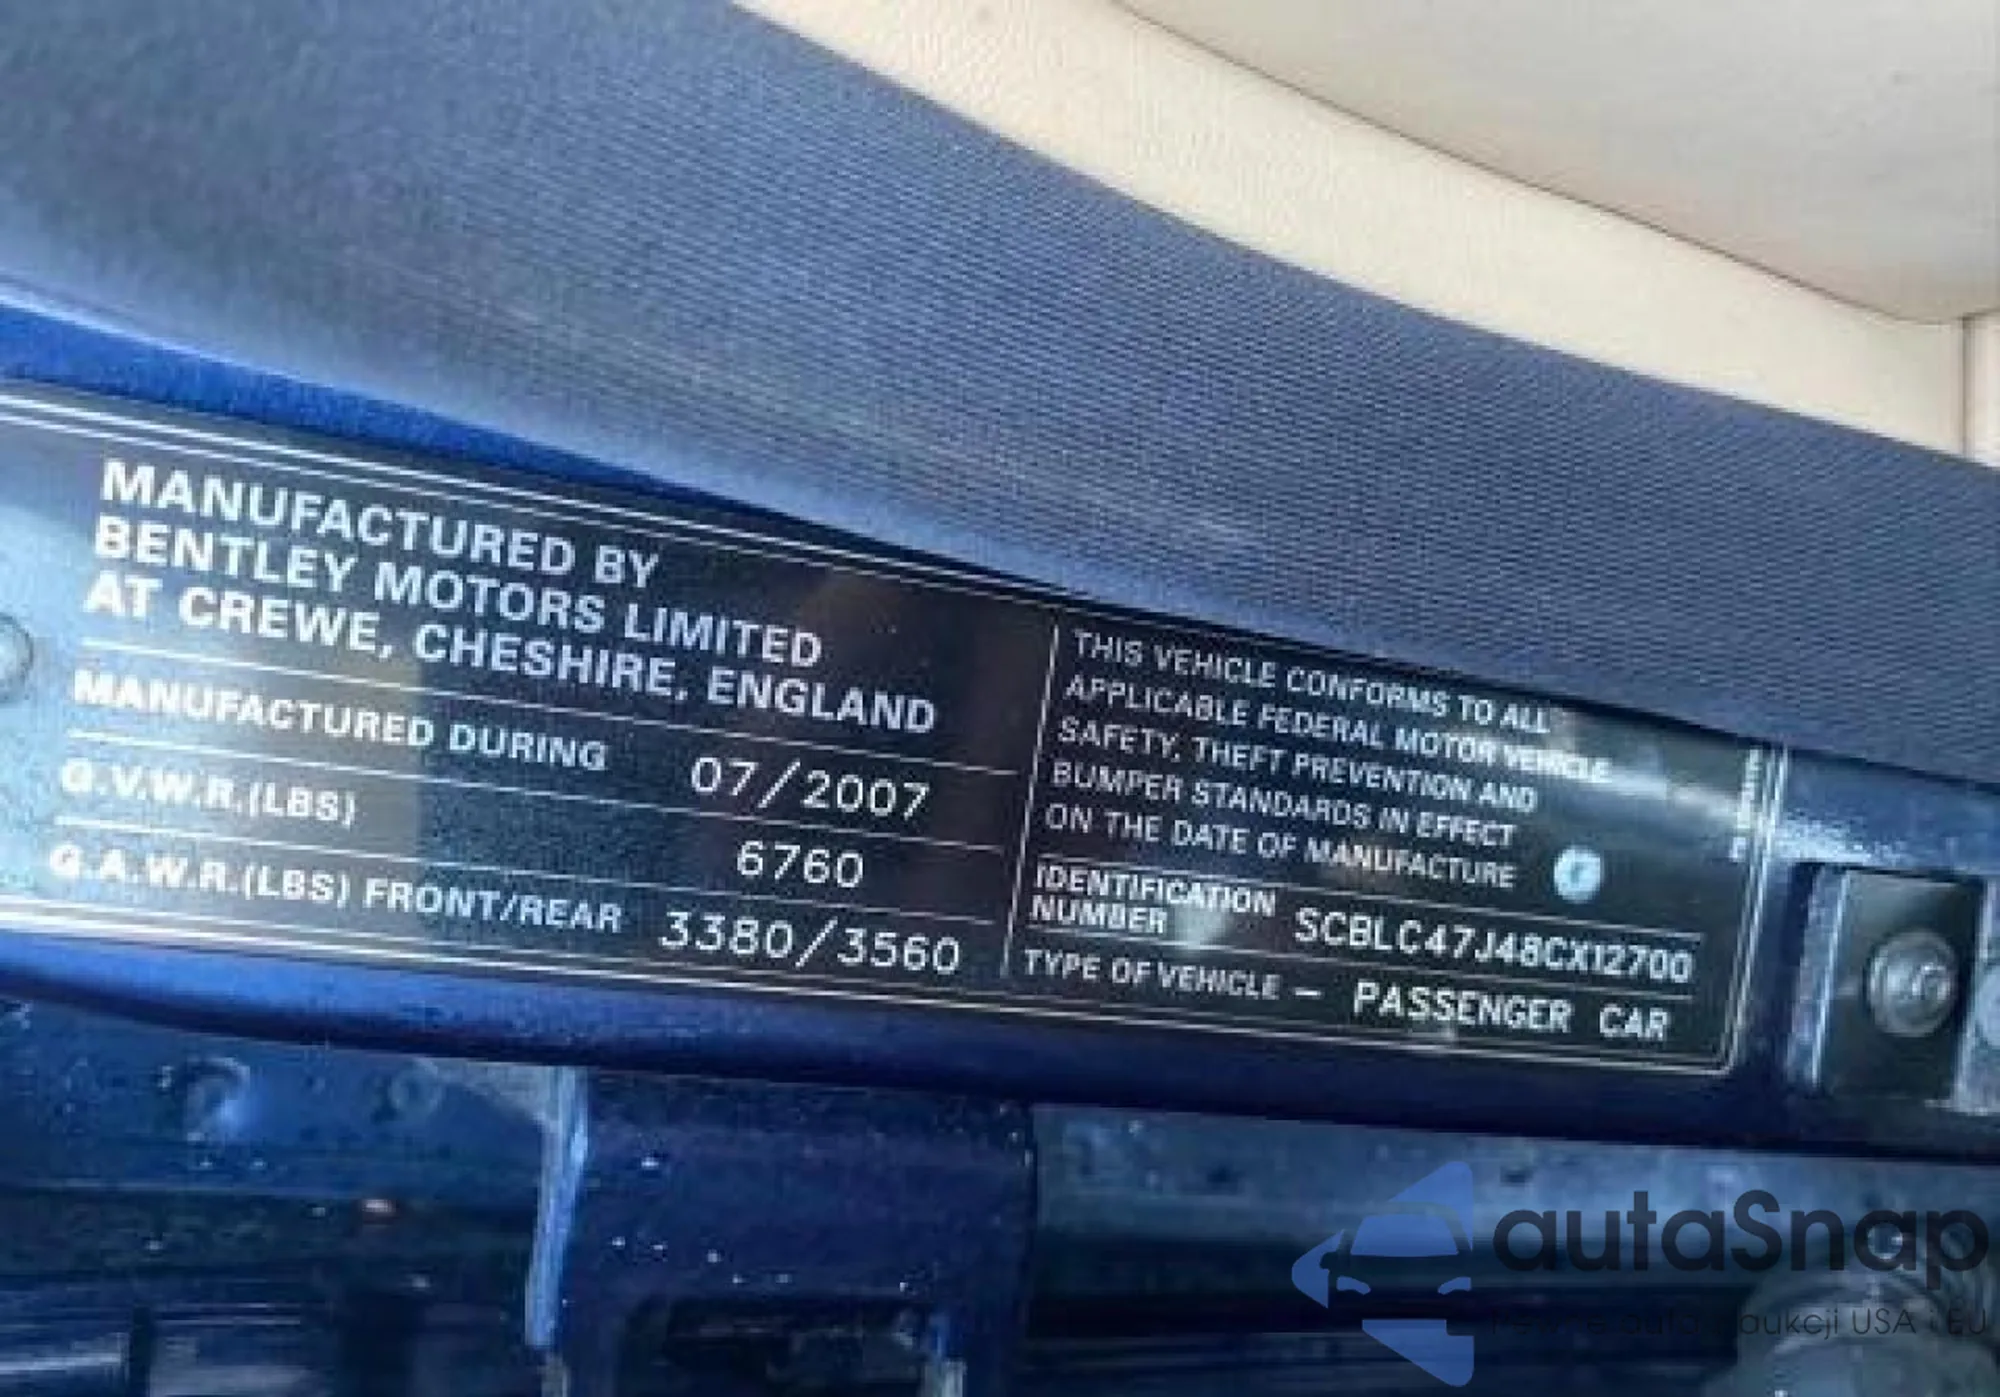 MANUFACTURED BY
BENTLEY MOTORS LIMITED
AT CREWE, CHESHIRE, ENGLAND
MANUFACTURED DURING 07/2007
G.V.W.R.(LBS) 6760
G.A.W.R.(LBS) FRONT/REAR 3380/3560
THIS VEHICLE CONFORMS TO ALL
APPLICABLE FEDERAL MOTOR VEHICLE
SAFETY, THEFT PREVENTION AND
BUMPER STANDARDS IN EFFECT
ON THE DATE OF MANUFACTURE
IDENTIFICATION
NUMBER SCBLC47J48CX12700
TYPE OF VEHICLE – PASSENGER CAR
autaSnap
USA i EU